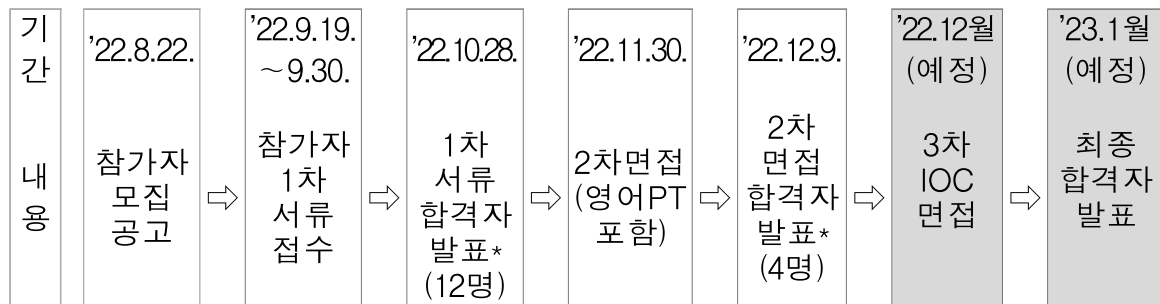 기
간
'22.8.22.
'22.9.19.
~9.30.
'22.10.28.
'22.11.30.
'22.12.9.
'22.12월
(예정)
'23.1월
(예정)
내
용
참가자
모집
공고
⇨
참가자
1차
서류
접수
⇨
1차
서류
합격자
발표*
(12명)
⇨
2차면접
(영어PT
포함)
⇨
2차
면접
합격자
발표*
(4명)
⇨
3차
IOC
면접
⇨
최종
합격자
발표